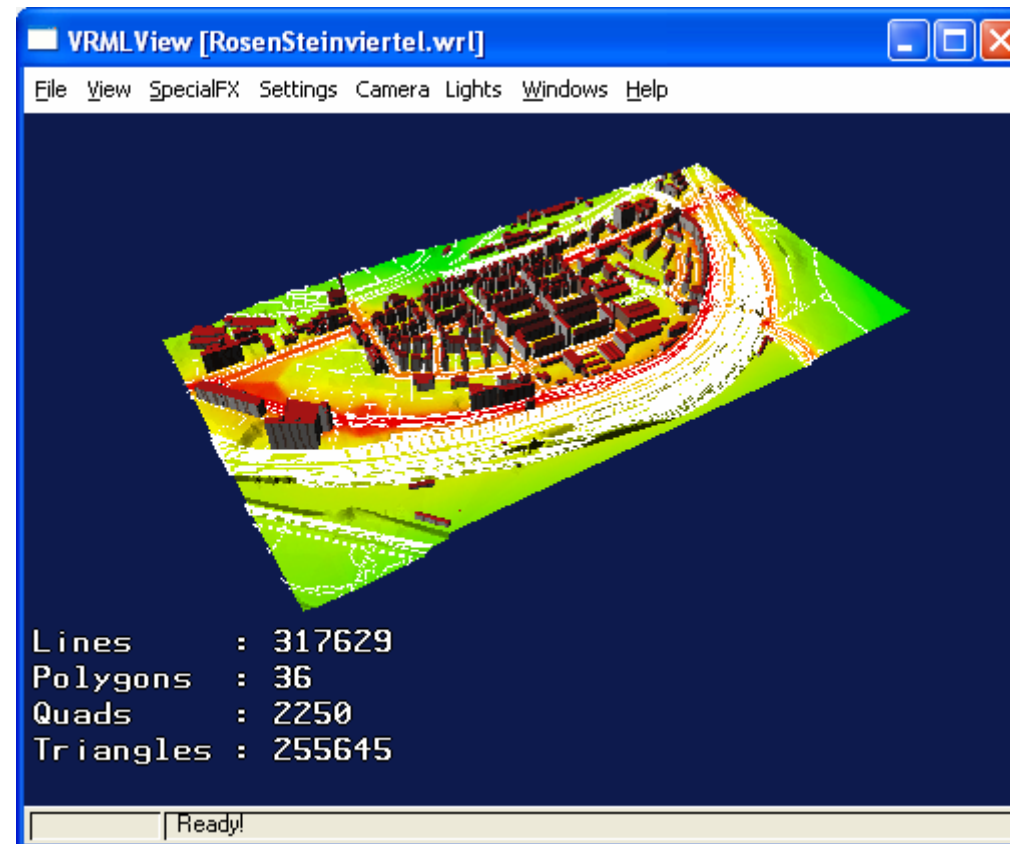 VRMLView [RosenSteinviertel.wrl]
File View SpecialFX Settings Camera Lights Windows Help
Lines : 317629
Polygons : 36
Quads : 2250
Triangles : 255645
Ready!